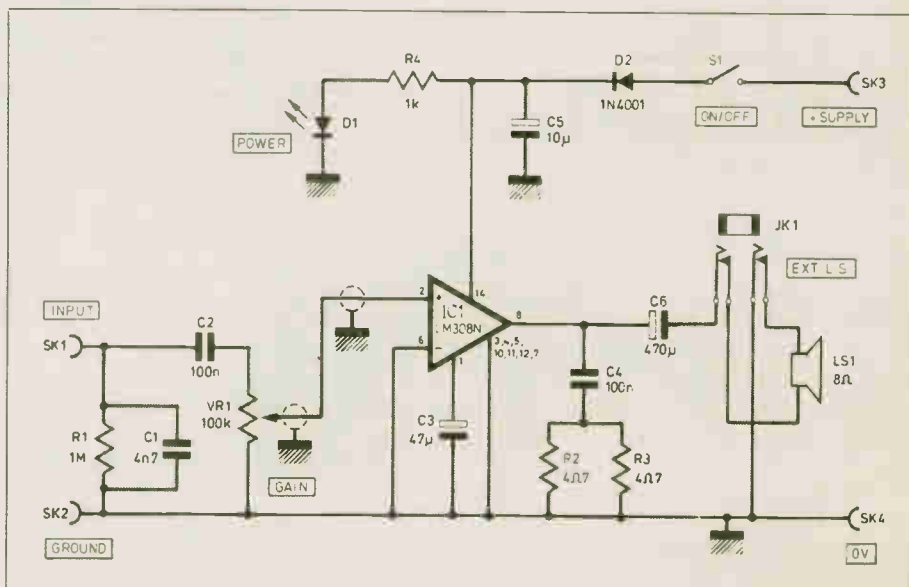 R4
1k
D2
1N4001
S1
SK3
ON/OFF
+SUPPLY
D1
POWER
C5
10µ
JK1
EXT L.S
INPUT
SK1
C2
100n
2
+
14
IC1
LM308N
8
6
-
1
3,4,5,
10,11,12,7
C6
470µ
LS1
8Ω
VR1
100k
C4
100n
R1
1M
C1
4n7
C3
47µ
R2
4Ω7
R3
4Ω7
GAIN
SK2
GROUND
SK4
0V